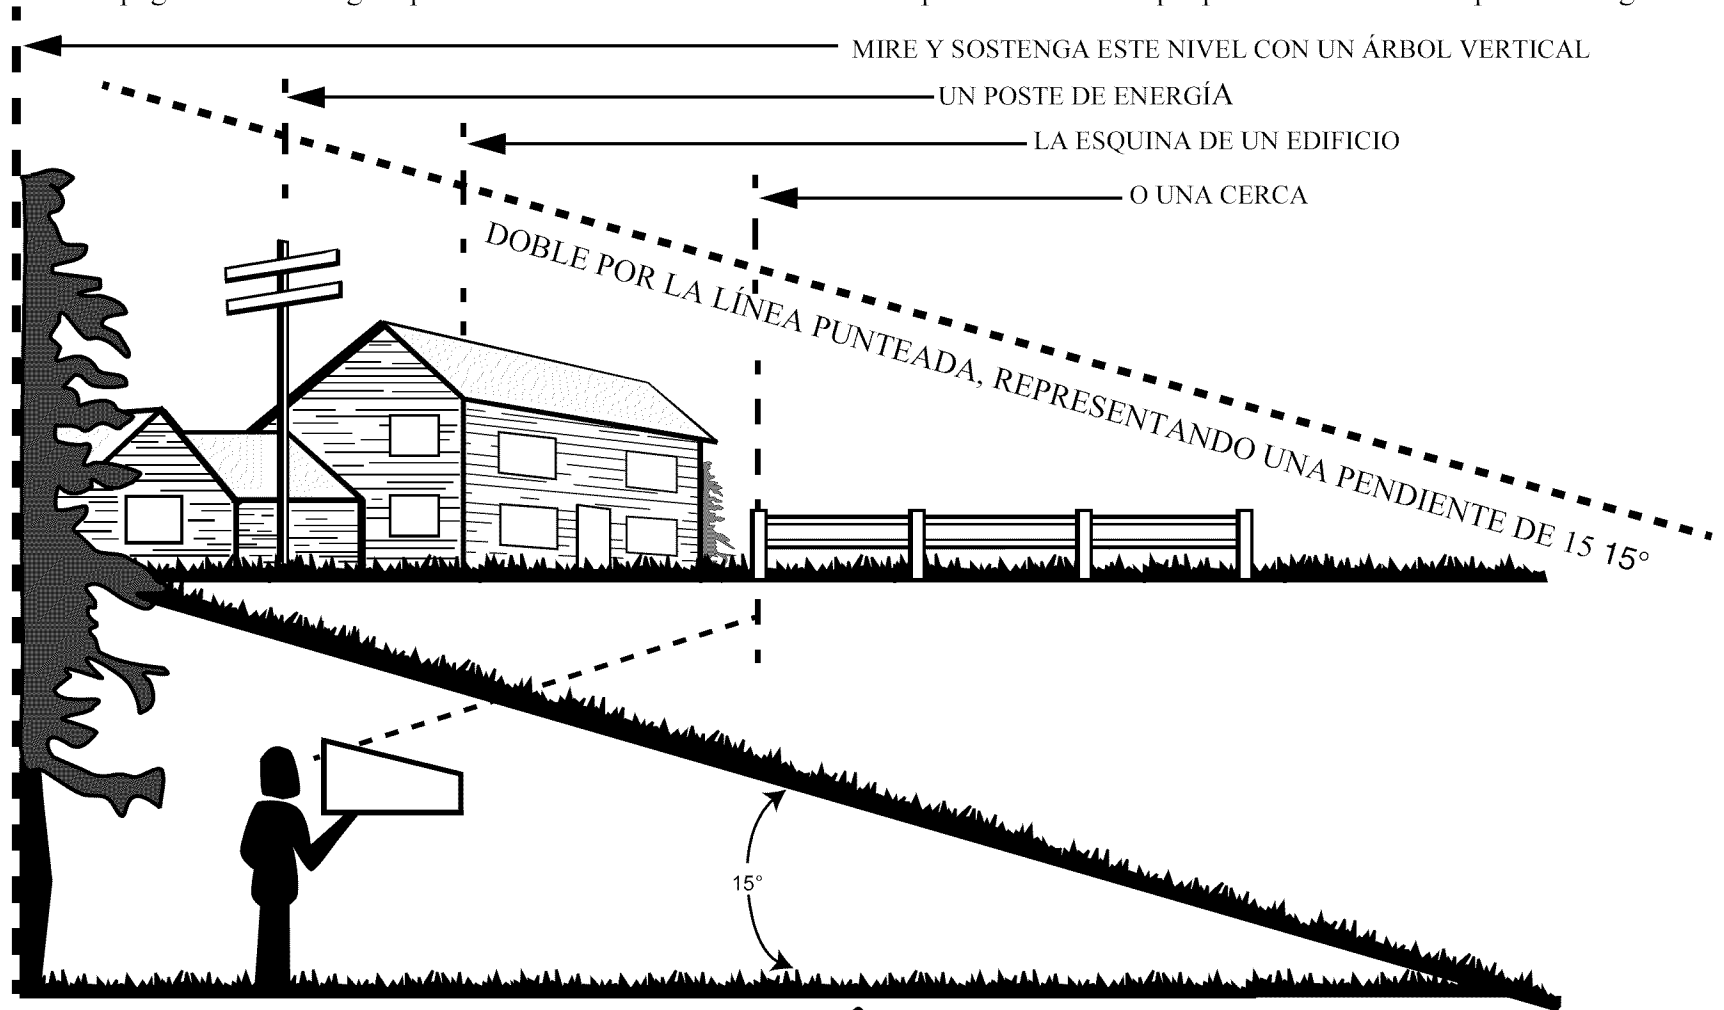 MIRE Y SOSTENGA ESTE NIVEL CON UN ÁRBOL VERTICAL
UN POSTE DE ENERGÍA
LA ESQUINA DE UN EDIFICIO
O UNA CERCA
DOBLE POR LA LÍNEA PUNTEADA, REPRESENTANDO UNA PENDIENTE DE 15 15°
15°